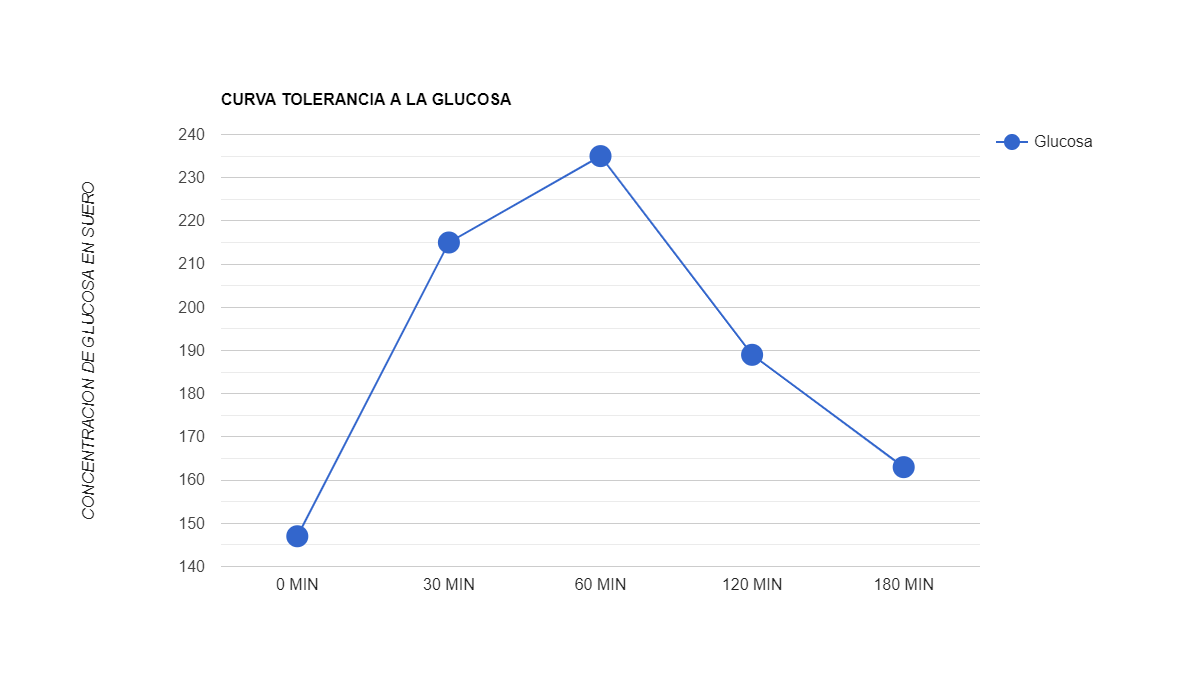 CURVA TOLERANCIA A LA GLUCOSA
CONCENTRACION DE GLUCOSA EN SUERO
240
230
220
210
200
190
180
170
160
150
140
0 MIN
30 MIN
60 MIN
120 MIN
180 MIN
Glucosa